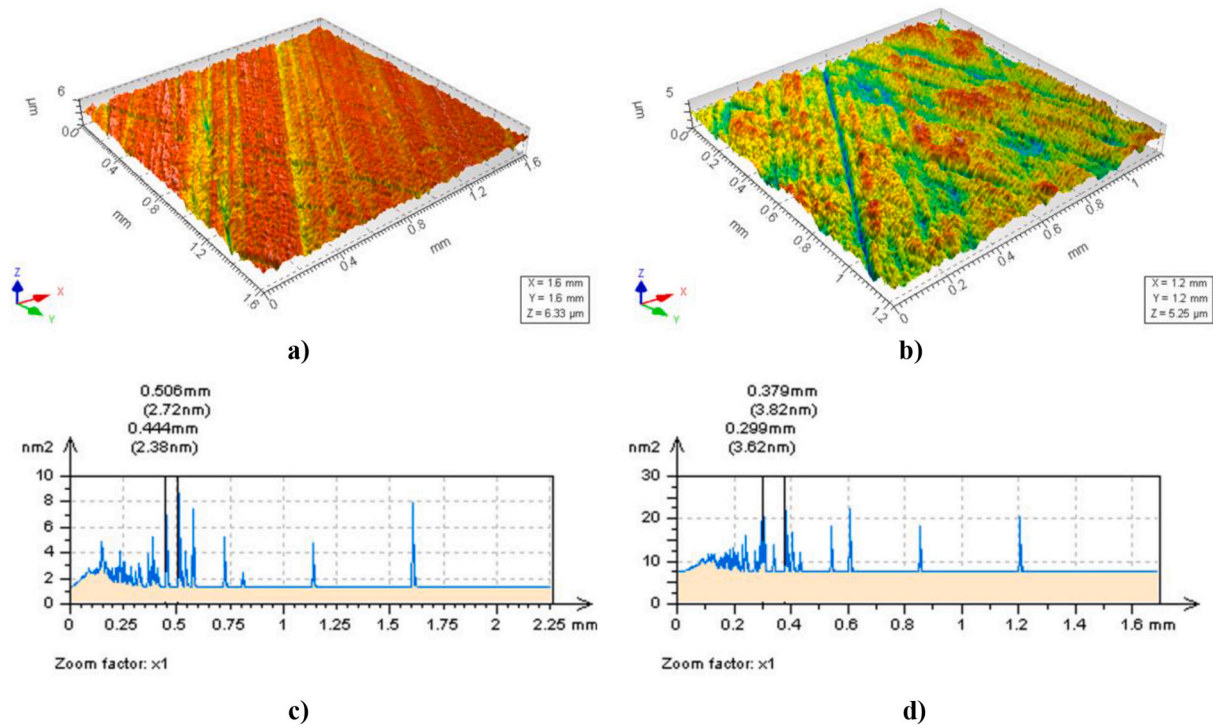 µm
6
0
0
0.4
0.8
mm
1.2
1.6
0
0.4
0.8
mm
1.2
1.6
Z
X
Y
X = 1.6 mm
Y = 1.6 mm
Z = 6.33 µm
a)
µm
5
0
0.0
0.2
0.4
0.6
mm
0.8
1
1.2
0
0.2
0.4
0.6
mm
0.8
1
Z
X
Y
X = 1.2 mm
Y = 1.2 mm
Z = 5.25 µm
b)
0.506mm
(2.72nm)
0.444mm
(2.38nm)
nm2
10
8
6
4
2
0
0 0.25 0.5 0.75 1 1.25 1.5 1.75 2 2.25 mm
Zoom factor: x1
c)
0.379mm
(3.82nm)
0.299mm
(3.62nm)
nm2
30
20
10
0
0 0.2 0.4 0.6 0.8 1 1.2 1.4 1.6 mm
Zoom factor: x1
d)